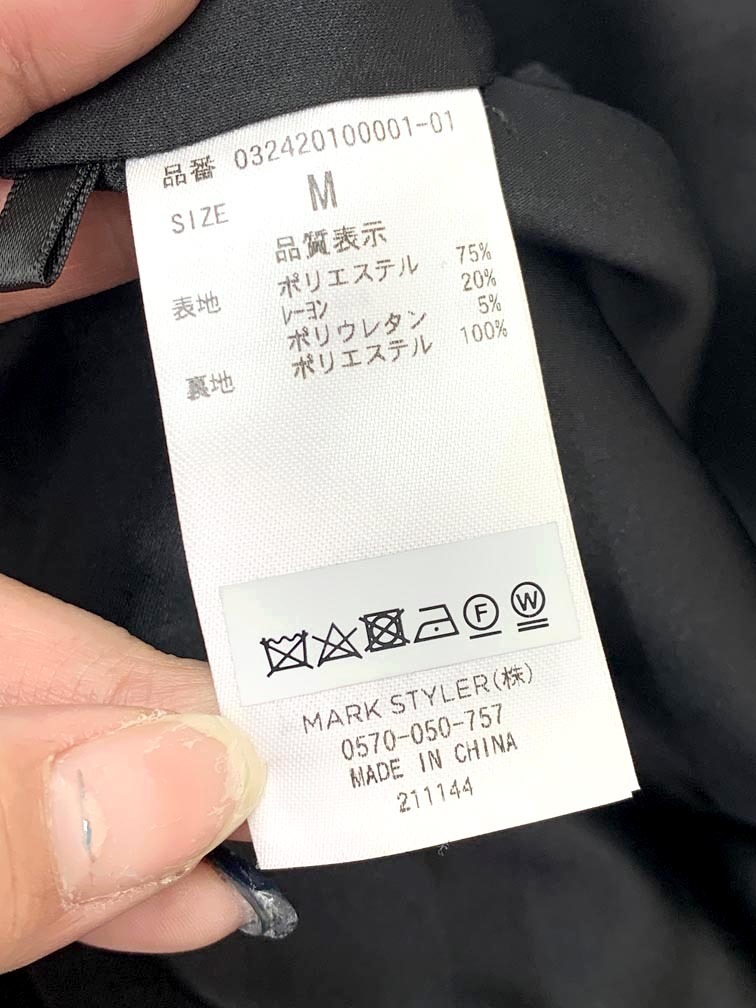 品番 032420100001-01
SIZE M
品質表示
表地 ポリエステル 75%
レーヨン 20%
ポリウレタン 5%
裏地 ポリエステル 100%
F W
MARK STYLER(株)
0570-050-757
MADE IN CHINA
211144